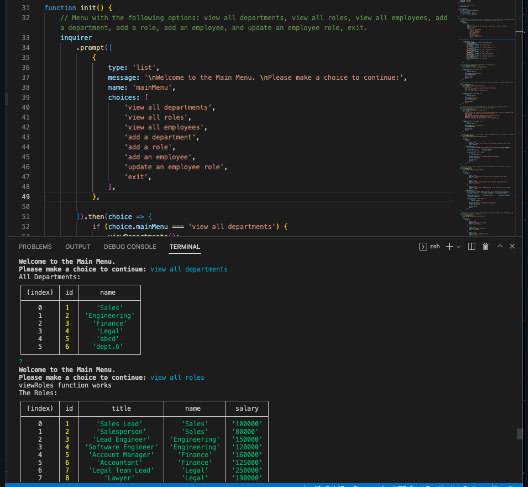 31 function init() {
32 // Menu with the following options: view all departments, view all roles, view all employees, add
a department, add a role, add an employee, and update an employee role, exit.
33 inquirer
34 .prompt([
35 {
36 type: 'list',
37 message: '\nWelcome to the Main Menu. \nPlease make a choice to continue:',
38 name: 'mainMenu',
39 choices: [
40 'view all departments',
41 'view all roles',
42 'view all employees',
43 'add a department',
44 'add a role',
45 'add an employee',
46 'update an employee role',
47 'exit',
48 ],
49 },
50
51 ]).then(choice => {
52 if (choice.mainMenu === 'view all departments') {
PROBLEMS OUTPUT DEBUG CONSOLE TERMINAL zsh
Welcome to the Main Menu.
Please make a choice to continue: view all departments
All Departments:
(index) id name
0 1 'Sales'
1 2 'Engineering'
2 3 'Finance'
3 4 'Legal'
4 5 'abcd'
5 6 'dept.6'
?
Welcome to the Main Menu.
Please make a choice to continue: view all roles
viewRoles function works
The Roles:
(index) id title name salary
0 1 'Sales Lead' 'Sales' '100000'
1 2 'Salesperson' 'Sales' '80000'
2 3 'Lead Engineer' 'Engineering' '150000'
3 4 'Software Engineer' 'Engineering' '120000'
4 5 'Account Manager' 'Finance' '160000'
5 6 'Accountant' 'Finance' '125000'
6 7 'Legal Team Lead' 'Legal' '250000'
7 8 'Lawyer' 'Legal' '190000'